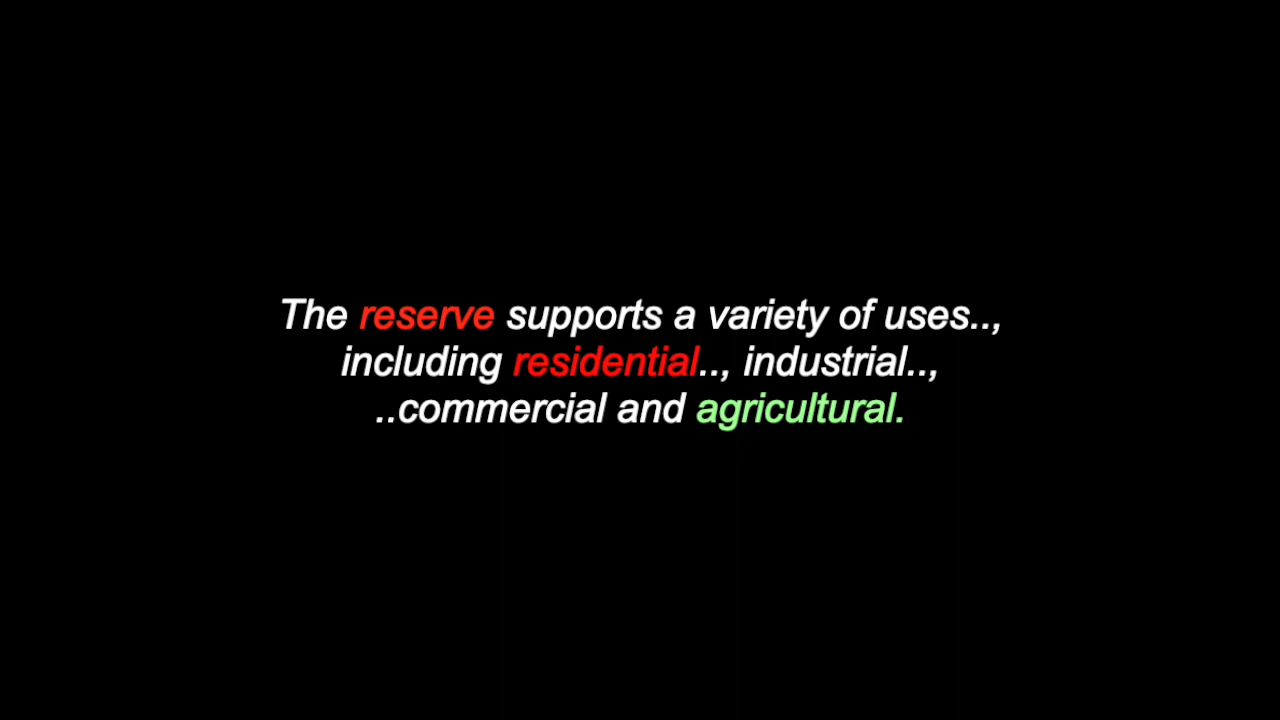 The reserve supports a variety of uses..,
including residential.., industrial..,
..commercial and agricultural.